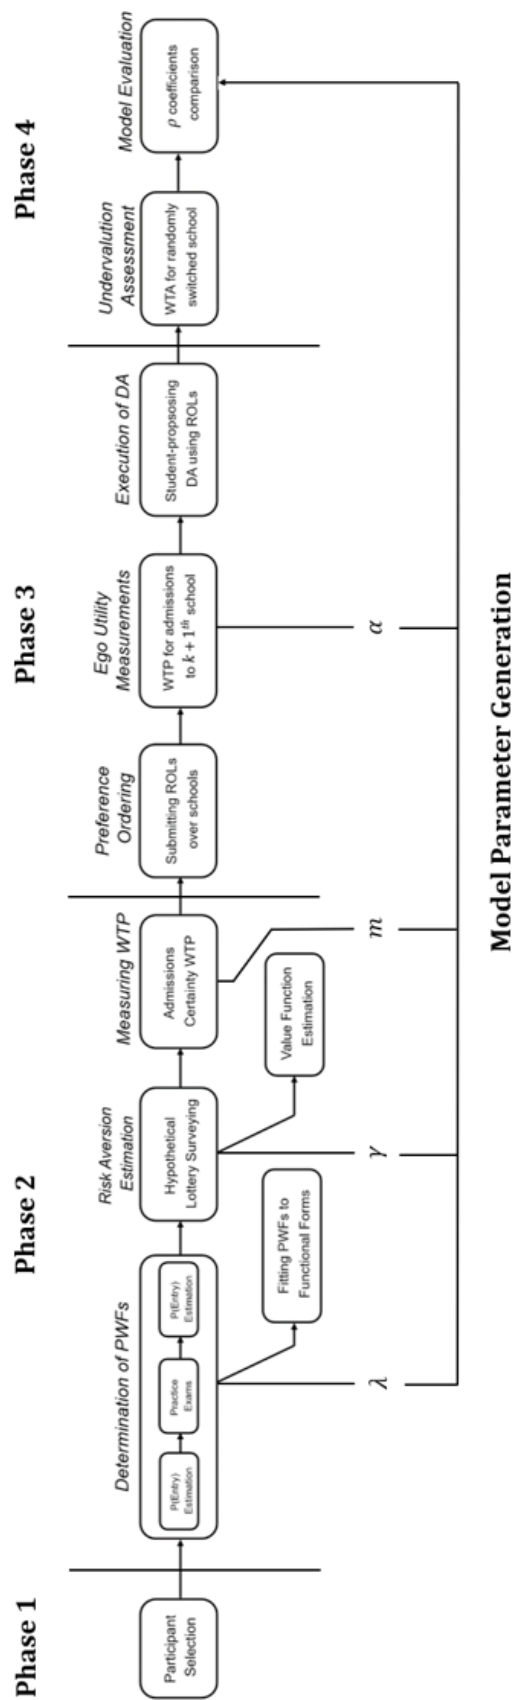 Phase 1
Phase 2
Phase 3
Phase 4
Participant
Selection
Determination of PWFs
P(Entry)
Estimation
Practice
Exams
P(Entry)
Estimation
Fitting PWFs to
Functional Forms
λ
Risk Aversion
Estimation
Hypothetical
Lottery Surveying
Value Function
Estimation
γ
Measuring WTP
Admissions
Certainty WTP
m
Preference
Ordering
Submitting ROLs
over schools
Ego Utility
Measurements
WTP for admissions
to k + 1th school
α
Execution of DA
Student-propsosing
DA using ROLs
Undervalution
Assessment
WTA for randomly
switched school
Model Evaluation
ρ coefficients
comparison
Model Parameter Generation